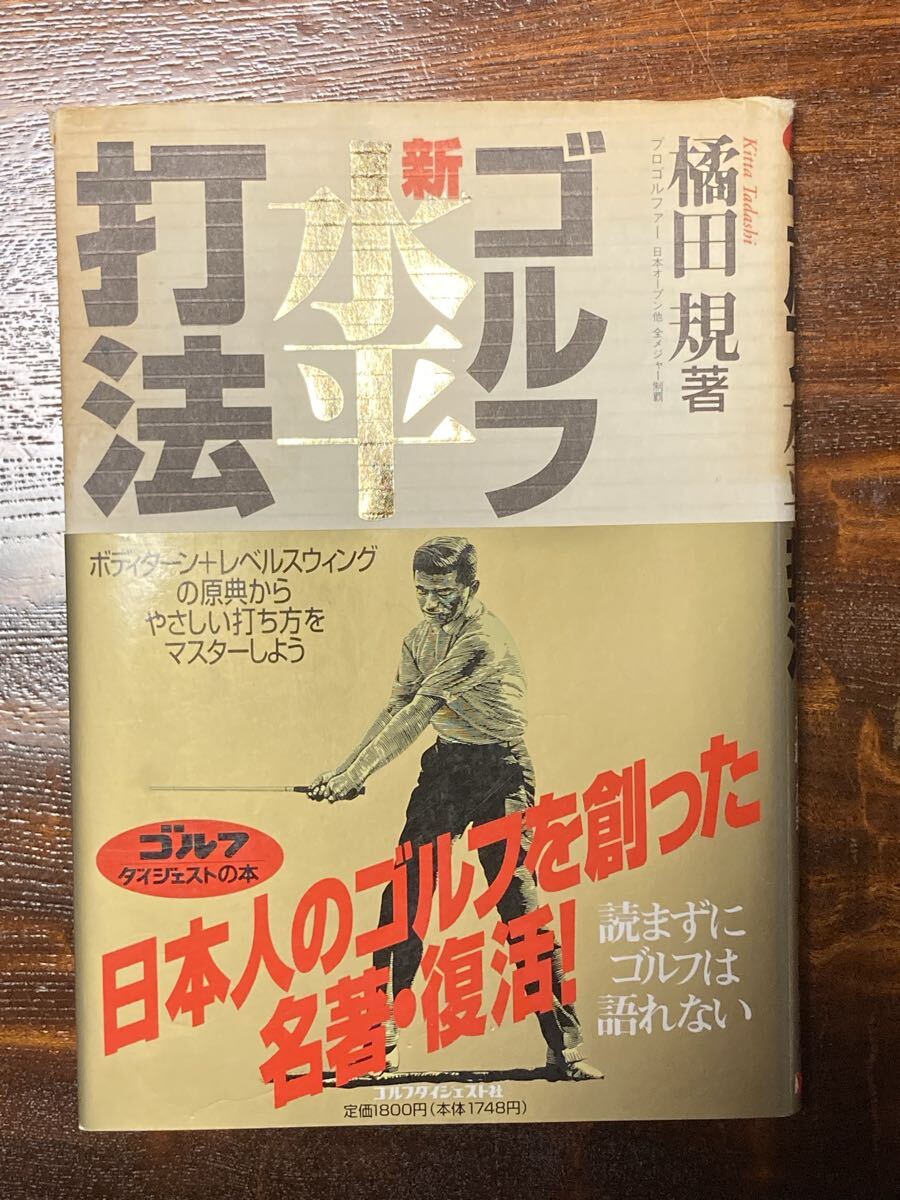 Kitta Tadashi
橘田 規 著
プロゴルファー 日本オープン他 全メジャー制覇
ゴルフ
新
水平
打法
ボディターン+レベルスウィング
の原典から
やさしい打ち方を
マスターしよう
ゴルフ
ダイジェストの本
日本人のゴルフを創った
名著・復活!
読まずに
ゴルフは
語れない
ゴルフダイジェスト社
定価1800円(本体1748円)